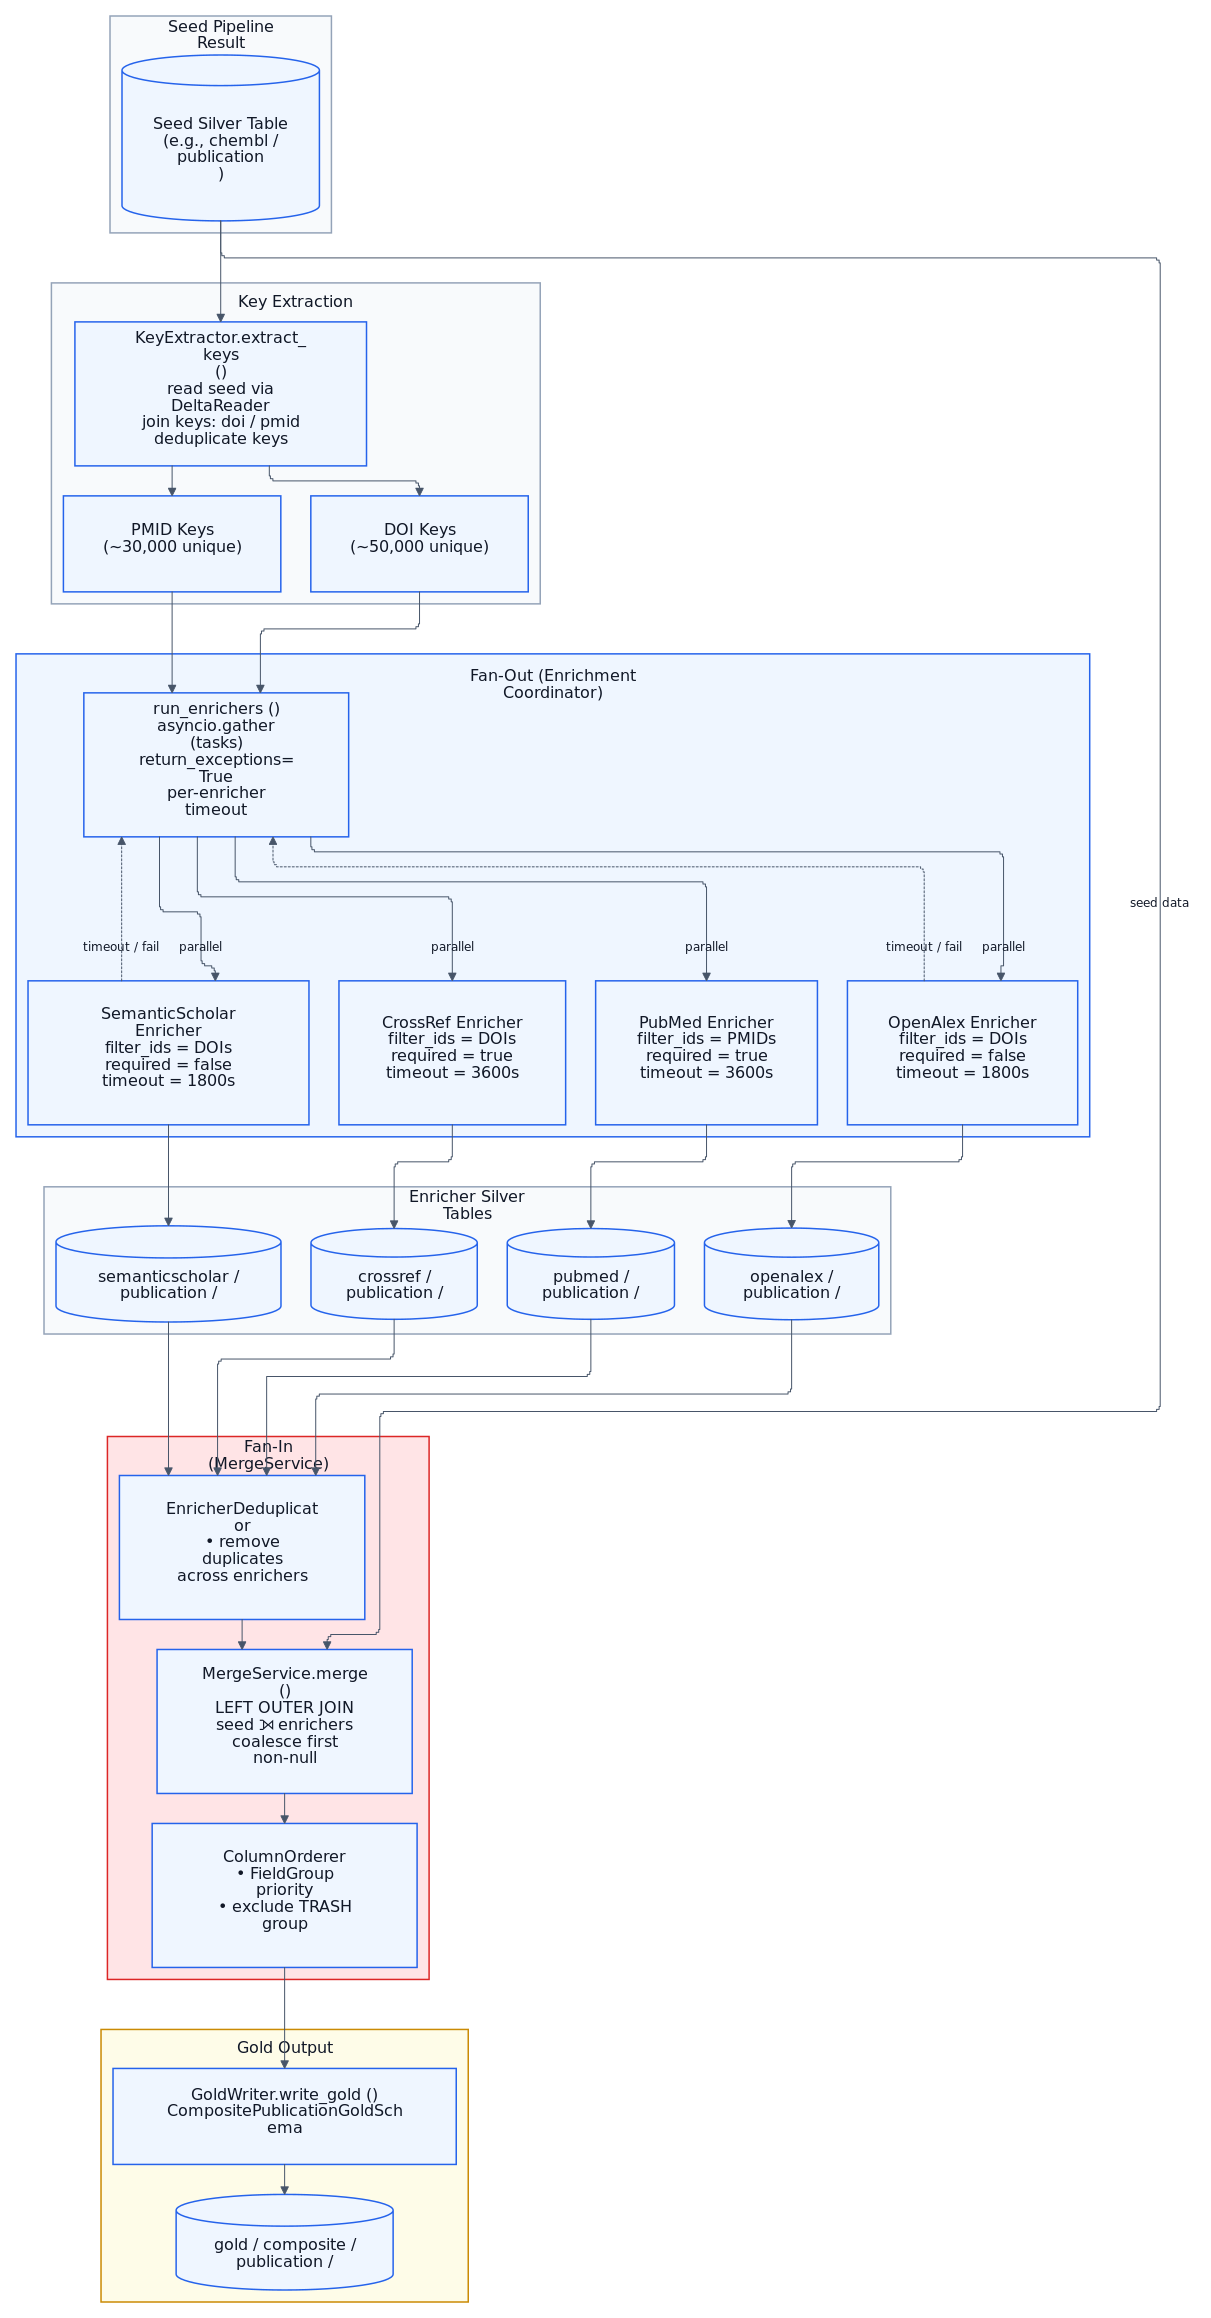 Seed Pipeline
Result
Seed Silver Table
(e.g., chembl /
publication
)
Key Extraction
KeyExtractor.extract_
keys
()
read seed via
DeltaReader
join keys: doi / pmid
deduplicate keys
PMID Keys
(~30,000 unique)
DOI Keys
(~50,000 unique)
Fan-Out (Enrichment
Coordinator)
run_enrichers ()
asyncio.gather
(tasks)
return_exceptions=
True
per-enricher
timeout
seed data
timeout / fail
parallel
parallel
parallel
timeout / fail
parallel
SemanticScholar
Enricher
filter_ids = DOIs
required = false
timeout = 1800s
CrossRef Enricher
filter_ids = DOIs
required = true
timeout = 3600s
PubMed Enricher
filter_ids = PMIDs
required = true
timeout = 3600s
OpenAlex Enricher
filter_ids = DOIs
required = false
timeout = 1800s
Enricher Silver
Tables
semanticscholar /
publication /
crossref /
publication /
pubmed /
publication /
openalex /
publication /
Fan-In
(MergeService)
EnricherDeduplicat
or
• remove
duplicates
across enrichers
MergeService.merge
()
LEFT OUTER JOIN
seed ⟕ enrichers
coalesce first
non-null
ColumnOrderer
• FieldGroup
priority
• exclude TRASH
group
Gold Output
GoldWriter.write_gold ()
CompositePublicationGoldSch
ema
gold / composite /
publication /